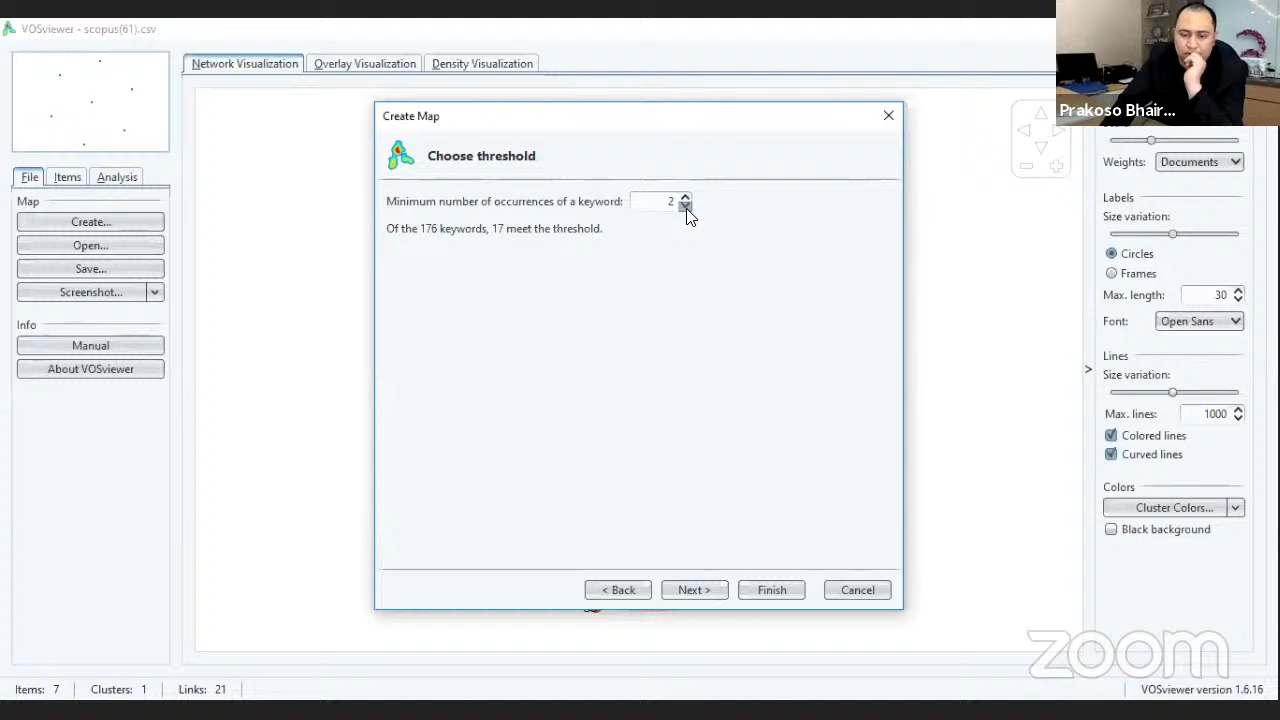 VOSviewer - scopus(61).csv
Prakoso Bhair...
Network Visualization
Overlay Visualization
Density Visualization
File
Items
Analysis
Map
Create...
Open...
Save...
Screenshot...
Info
Manual
About VOSviewer
Create Map
Choose threshold
Minimum number of occurrences of a keyword: 2
Of the 176 keywords, 17 meet the threshold.
< Back
Next >
Finish
Cancel
>
Weights: Documents
Labels
Size variation:
Circles
Frames
Max. length: 30
Font: Open Sans
Lines
Size variation:
Max. lines: 1000
Colored lines
Curved lines
Colors
Cluster Colors...
Black background
zoom
Items: 7
Clusters: 1
Links: 21
VOSviewer version 1.6.16